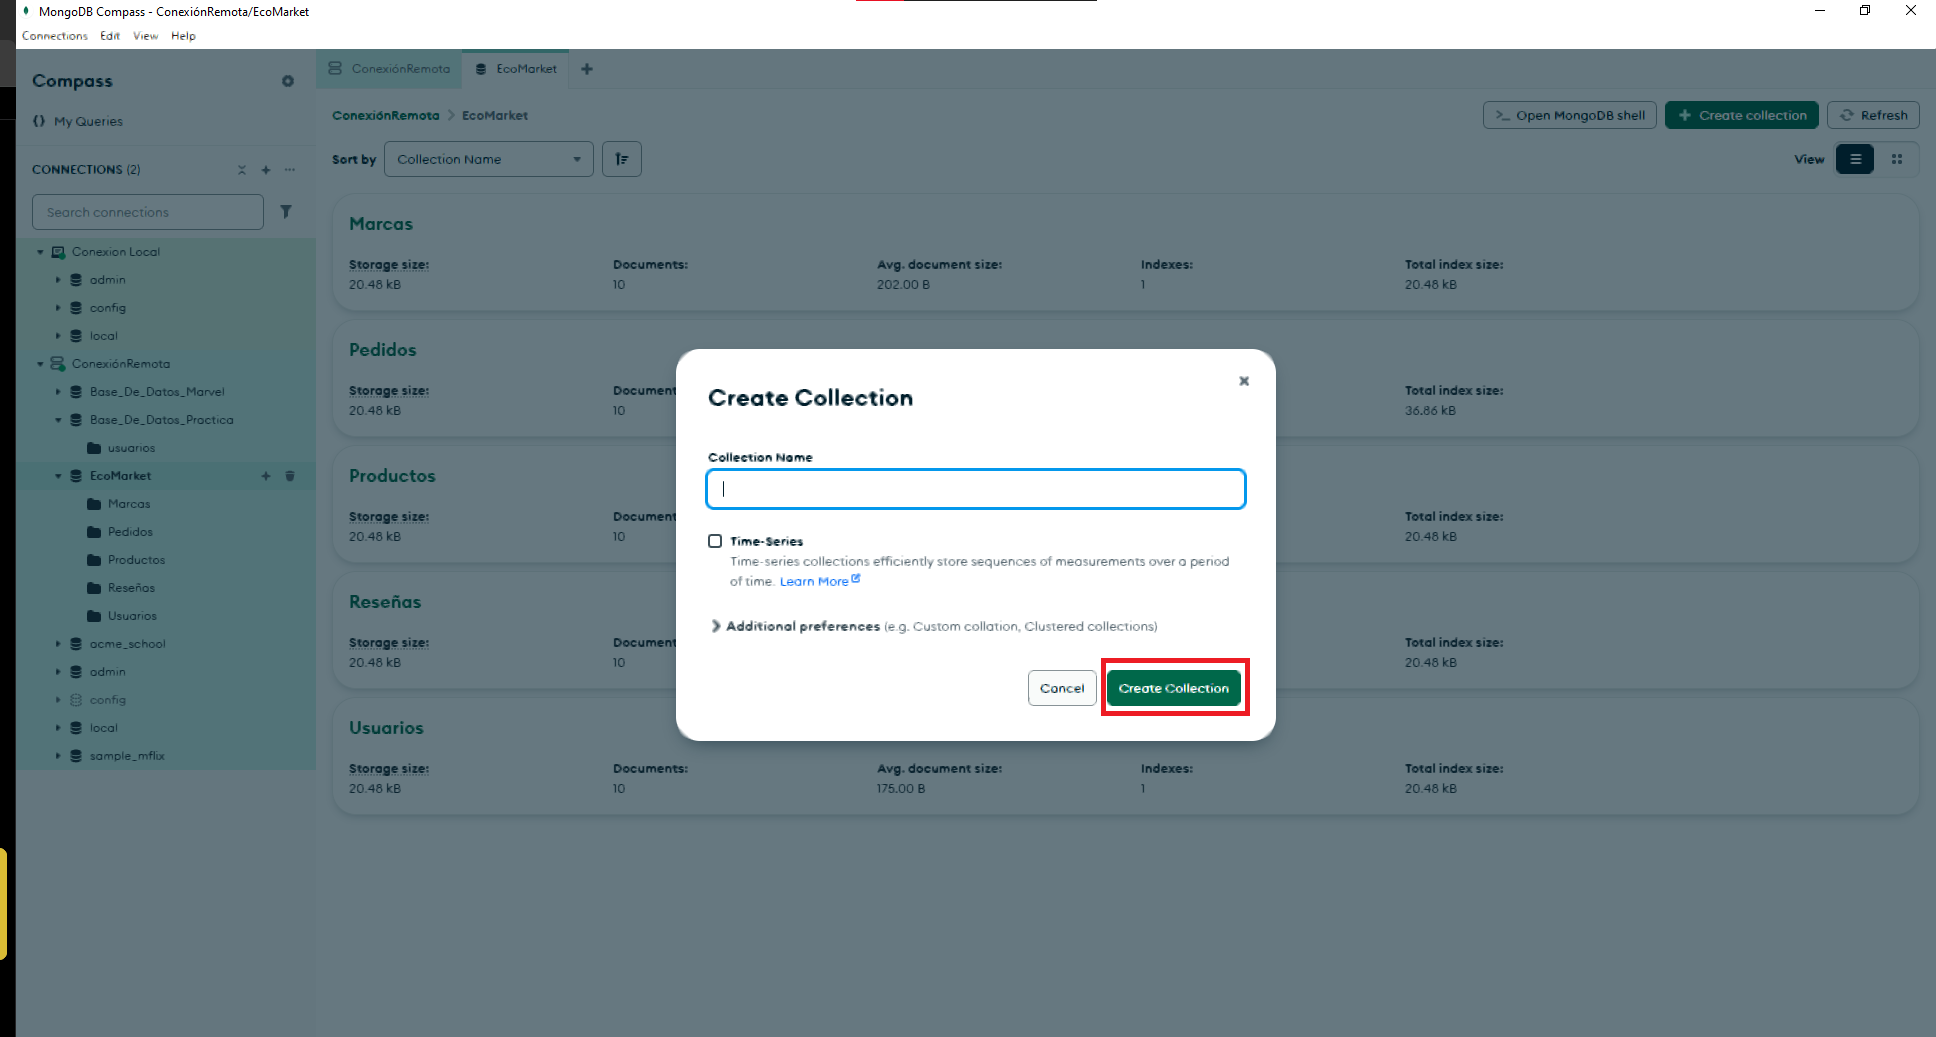 MongoDB Compass - ConexiónRemota/EcoMarket
Connections Edit View Help
Compass
My Queries
CONNECTIONS (2)
Search connections
Conexion Local
admin
config
local
ConexiónRemota
Base_De_Datos_Marvel
Base_De_Datos_Practica
usuarios
EcoMarket
Marcas
Pedidos
Productos
Reseñas
Usuarios
acme_school
admin
config
local
sample_mflix
ConexiónRemota EcoMarket
ConexiónRemota > EcoMarket
>_ Open MongoDB shell + Create collection Refresh
Sort by Collection Name View
Marcas
Storage size: Documents: Avg. document size: Indexes: Total index size:
20.48 kB 10 202.00 B 1 20.48 kB
Pedidos
Storage size: Document Total index size:
20.48 kB 10 36.86 kB
Productos
Storage size: Document Total index size:
20.48 kB 10 20.48 kB
Reseñas
Storage size: Document Total index size:
20.48 kB 10 20.48 kB
Usuarios
Storage size: Documents: Avg. document size: Indexes: Total index size:
20.48 kB 10 175.00 B 1 20.48 kB
Create Collection
Collection Name
Time-Series
Time-series collections efficiently store sequences of measurements over a period
of time. Learn More
Additional preferences (e.g. Custom collation, Clustered collections)
Cancel Create Collection